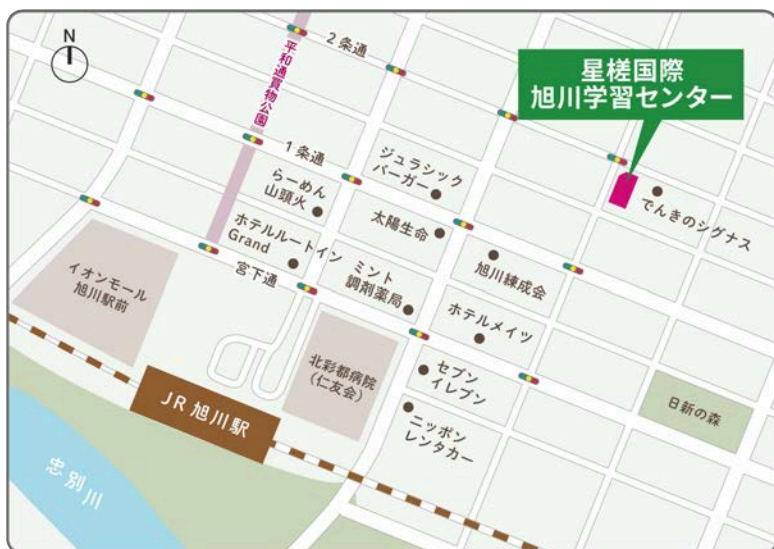 N
2条通
平和通買物公園
星槎国際
旭川学習センター
1条通
ジュラシック
バーガー
らーめん
山頭火
でんきのシグナス
太陽生命
ホテルルートイン
Grand
旭川練成会
ミント
調剤薬局
宮下通
イオンモール
旭川駅前
ホテルメイツ
北彩都病院
(仁友会)
セブン
イレブン
JR旭川駅
日新の森
ニッポン
レンタカー
忠別川